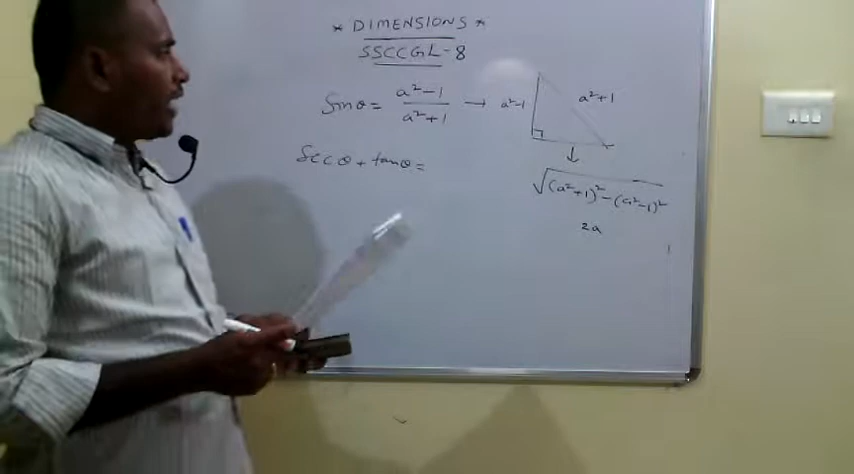 * DIMENSIONS *
SSCCGL-8
Sinθ = a²-1 / a²+1 → a²-1 a²+1
Secθ + tanθ =
√(a²+1)² - (a²-1)²
2a